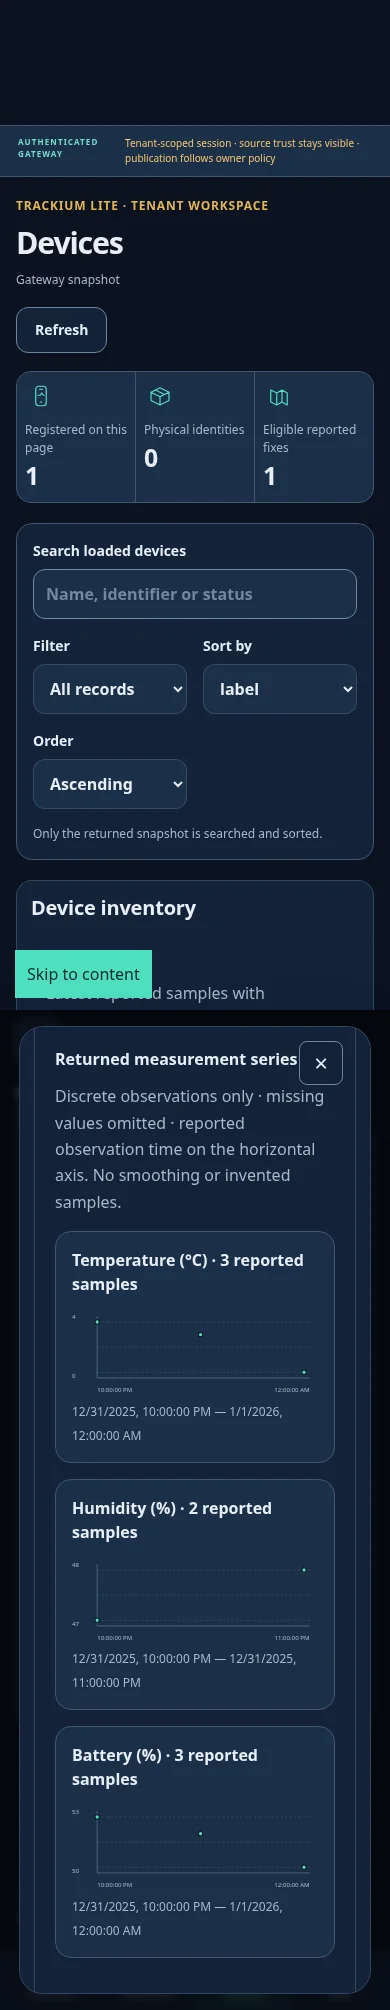 AUTHENTICATED
GATEWAY
Tenant-scoped session · source trust stays visible ·
publication follows owner policy
TRACKIUM LITE · TENANT WORKSPACE
Devices
Gateway snapshot
Refresh
Registered on this
page
1
Physical identities
0
Eligible reported
fixes
1
Search loaded devices
Name, identifier or status
Filter
Sort by
All records
label
Order
Ascending
Only the returned snapshot is searched and sorted.
Device inventory
Skip to content
samples with
Returned measurement series
×
Discrete observations only · missing
values omitted · reported
observation time on the horizontal
axis. No smoothing or invented
samples.
Temperature (°C) · 3 reported
samples
4
0
10:00:00 PM
12:00:00 AM
12/31/2025, 10:00:00 PM — 1/1/2026,
12:00:00 AM
Humidity (%) · 2 reported
samples
48
47
10:00:00 PM
11:00:00 PM
12/31/2025, 10:00:00 PM — 12/31/2025,
11:00:00 PM
Battery (%) · 3 reported
samples
53
50
10:00:00 PM
12:00:00 AM
12/31/2025, 10:00:00 PM — 1/1/2026,
12:00:00 AM